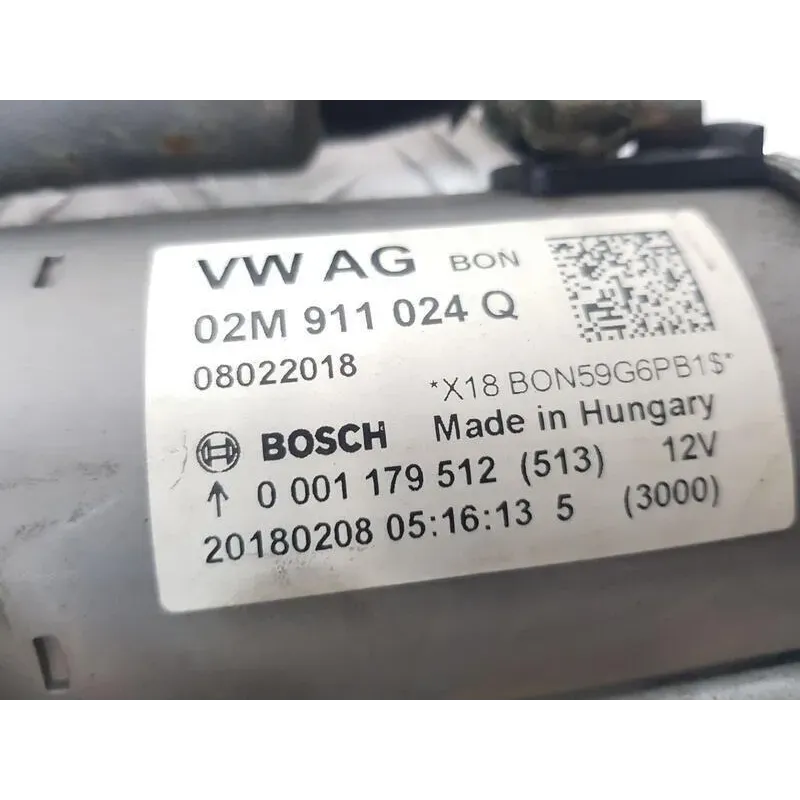 VW AG BON
02M 911 024 Q
08022018
*X18 BON59G6PB1$*
BOSCH Made in Hungary
↑ 0 001 179 512 (513) 12V
20180208 05:16:13 5 (3000)